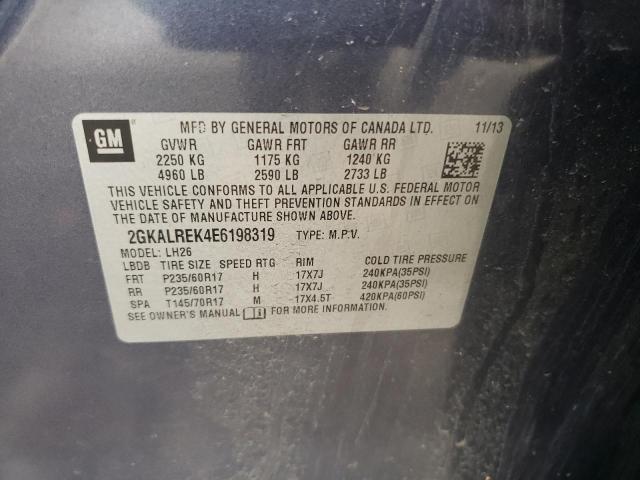 GM
MFD BY GENERAL MOTORS OF CANADA LTD. 11/13
GVWR GAWR FRT GAWR RR
2250 KG 1175 KG 1240 KG
4960 LB 2590 LB 2733 LB
THIS VEHICLE CONFORMS TO ALL APPLICABLE U.S. FEDERAL MOTOR
VEHICLE SAFETY AND THEFT PREVENTION STANDARDS IN EFFECT ON
THE DATE OF MANUFACTURE SHOWN ABOVE.
2GKALREK4E6198319 TYPE: M.P.V.
MODEL: LH26
LBDB TIRE SIZE SPEED RTG RIM COLD TIRE PRESSURE
FRT P235/60R17 H 17X7J 240KPA(35PSI)
RR P235/60R17 H 17X7J 240KPA(35PSI)
SPA T145/70R17 M 17X4.5T 420KPA(60PSI)
SEE OWNER'S MANUAL FOR MORE INFORMATION.